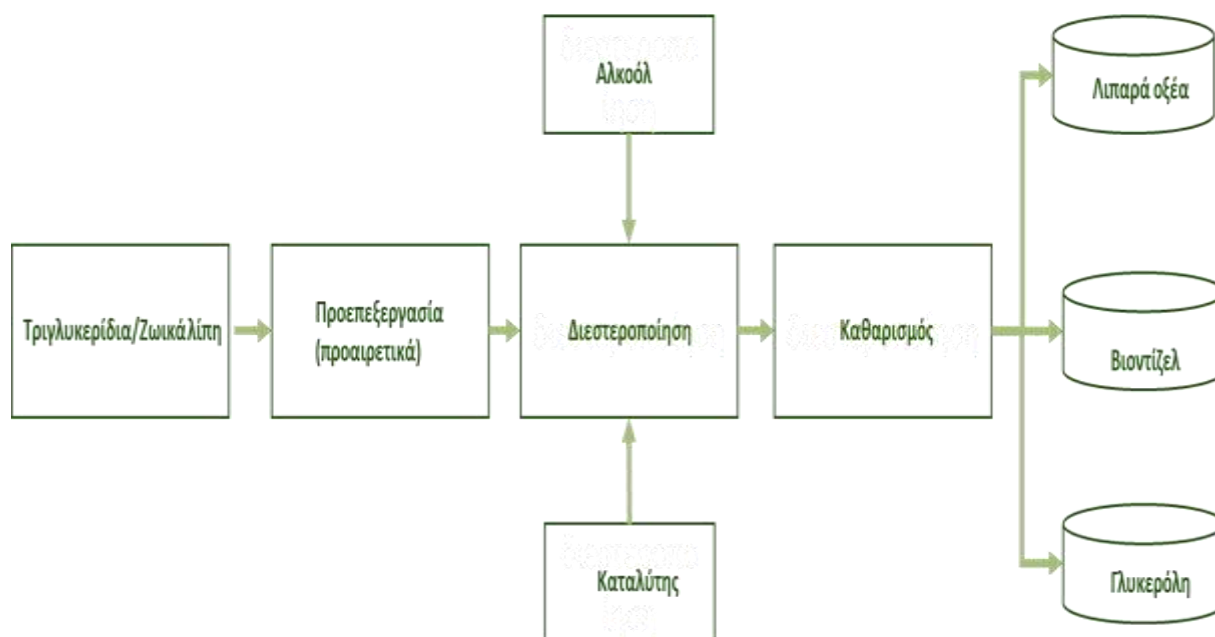 Αλκοόλ
Λιπαρά οξέα
Τριγλυκερίδια/Ζωικά λίπη
Προεπεξεργασία
(προαιρετικά)
Διεστεροποίηση
Καθαρισμός
Βιοντίζελ
Καταλύτης
Γλυκερόλη